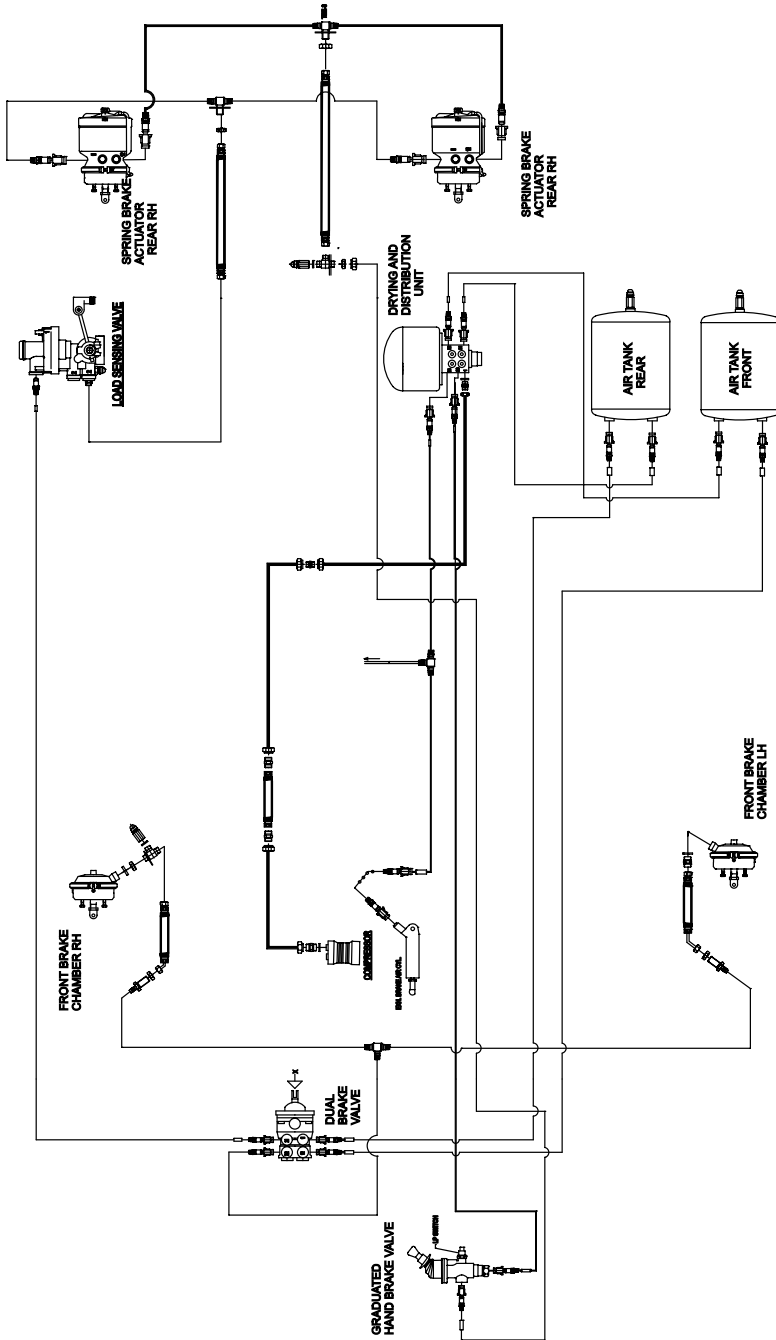 SPRING BRAKE
ACTUATOR
REAR RH
LOAD SENSING VALVE
SPRING BRAKE
ACTUATOR
REAR RH
DRYING AND
DISTRIBUTION
UNIT
AIR TANK
REAR
AIR TANK
FRONT
FRONT BRAKE
CHAMBER RH
COMPRESSOR
FRONT BRAKE
CHAMBER LH
DUAL
BRAKE
VALVE
GRADUATED
HAND BRAKE VALVE
LP SWITCH